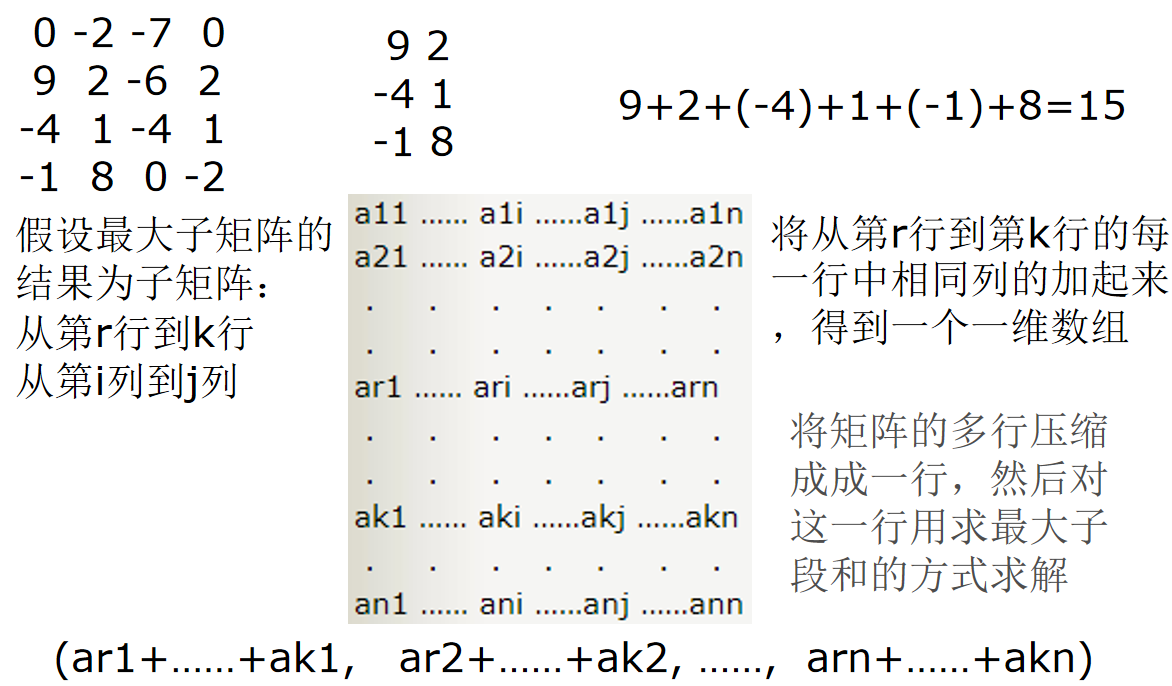 0 -2 -7 0
9 2 -6 2
-4 1 -4 1
-1 8 0 -2
9 2
-4 1
-1 8
9+2+(-4)+1+(-1)+8=15
假设最大子矩阵的
结果为子矩阵：
从第r行到k行
从第i列到j列
a11 …… a1i ……a1j ……a1n
a21 …… a2i ……a2j ……a2n
. . . . . . .
. . . . . . .
ar1 …… ari ……arj ……arn
. . . . . . .
. . . . . . .
ak1 …… aki ……akj ……akn
. . . . . . .
an1 …… ani ……anj ……ann
将从第r行到第k行的每
一行中相同列的加起来
，得到一个一维数组
将矩阵的多行压缩
成成一行，然后对
这一行用求最大子
段和的方式求解
(ar1+……+ak1, ar2+……+ak2, ……, arn+……+akn)